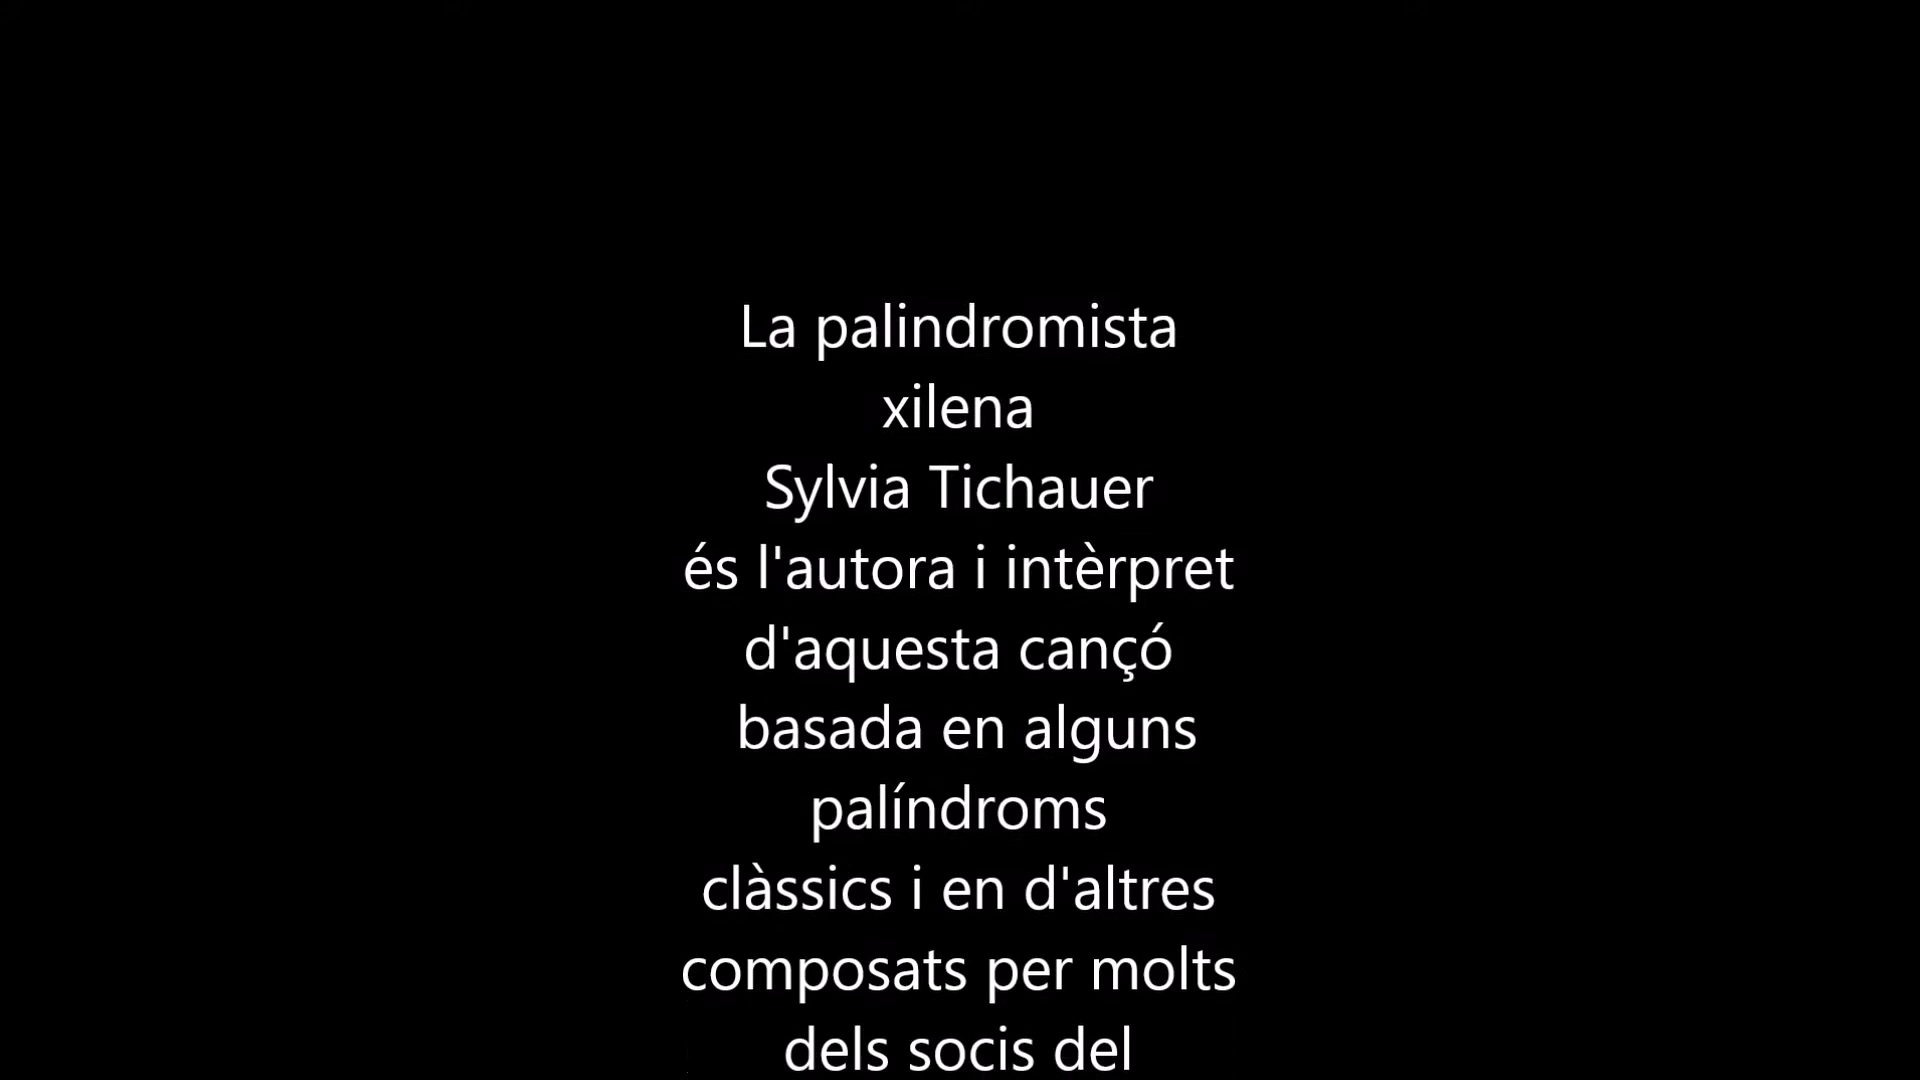 La palindromista
xilena
Sylvia Tichauer
és l'autora i intèrpret
d'aquesta cançó
basada en alguns
palíndroms
clàssics i en d'altres
composats per molts
dels socis del